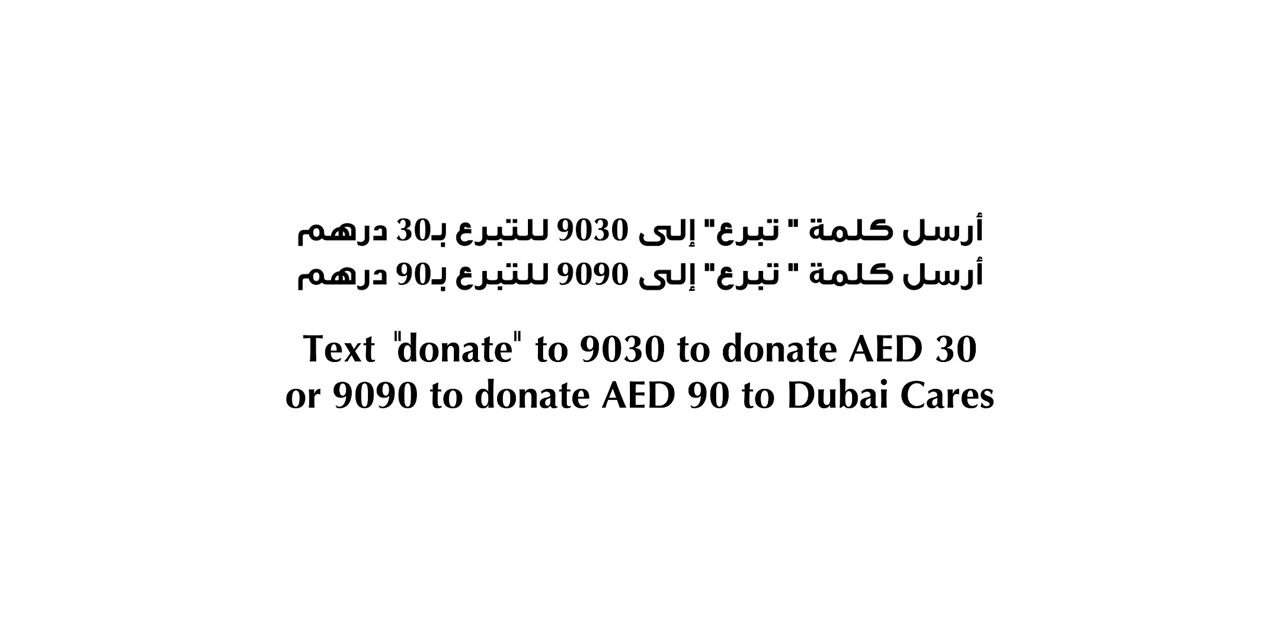 أرسل كلمة " تبرع" إلى 9030 للتبرع بـ30 درهم
أرسل كلمة " تبرع" إلى 9090 للتبرع بـ90 درهم
Text "donate" to 9030 to donate AED 30
or 9090 to donate AED 90 to Dubai Cares